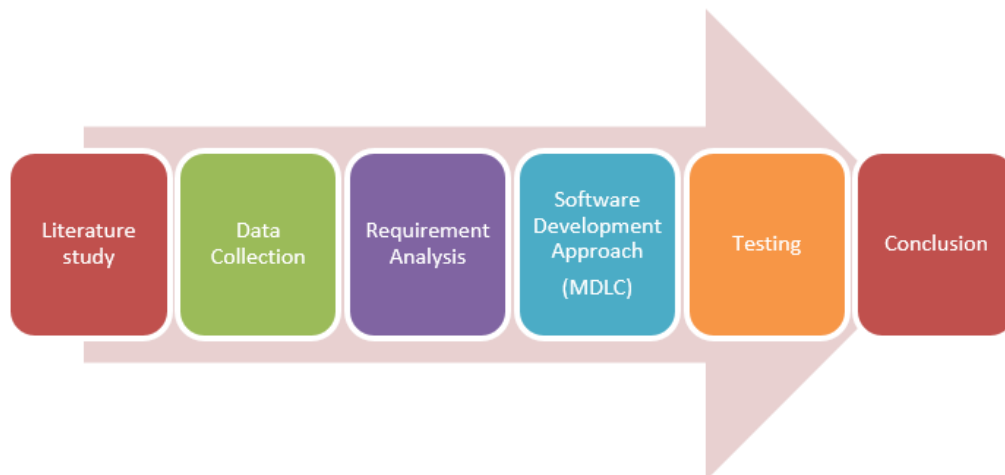 Literature
study
Data
Collection
Requirement
Analysis
Software
Development
Approach
(MDLC)
Testing
Conclusion